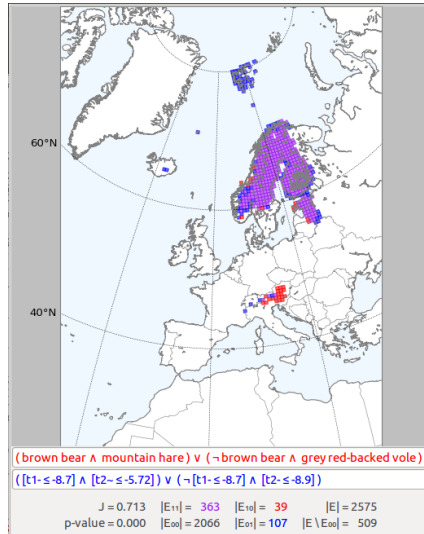 60°N
40°N
( brown bear ∧ mountain hare ) ∨ ( ¬ brown bear ∧ grey red-backed vole )
( [t1- ≤ -8.7] ∧ [t2~ ≤ -5.72] ) ∨ ( ¬ [t1- ≤ -8.7] ∧ [t2- ≤ -8.9] )
J = 0.713 |E₁₁| = 363 |E₁₀| = 39 |E| = 2575
p-value = 0.000 |E₀₀| = 2066 |E₀₁| = 107 |E \ E₀₀| = 509